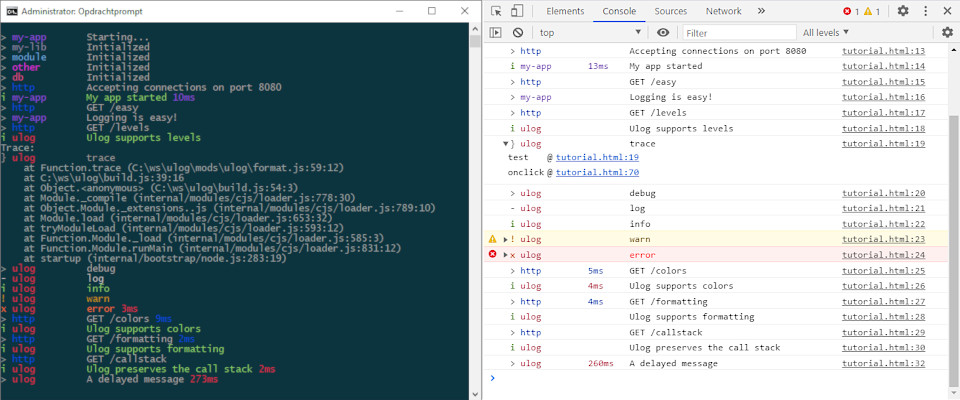 Administrator: Opdrachtprompt
> my-app Starting...
> my-lib Initialized
> module Initialized
> other Initialized
> db Initialized
> http Accepting connections on port 8080
i my-app My app started 10ms
> http GET /easy
> my-app Logging is easy!
> http GET /levels
i ulog Ulog supports levels
Trace:
} ulog trace
at Function.trace (C:\ws\ulog\mods\ulog\format.js:59:12)
at C:\ws\ulog\build.js:39:16
at Object.<anonymous> (C:\ws\ulog\build.js:54:3)
at Module._compile (internal/modules/cjs/loader.js:778:30)
at Object.Module._extensions..js (internal/modules/cjs/loader.js:789:10)
at Module.load (internal/modules/cjs/loader.js:653:32)
at tryModuleLoad (internal/modules/cjs/loader.js:593:12)
at Function.Module._load (internal/modules/cjs/loader.js:585:3)
at Function.Module.runMain (internal/modules/cjs/loader.js:831:12)
at startup (internal/bootstrap/node.js:283:19)
> ulog debug
- ulog log
i ulog info
! ulog warn
x ulog error 3ms
> http GET /colors 9ms
i ulog Ulog supports colors
> http GET /formatting 2ms
i ulog Ulog supports formatting
> http GET /callstack
i ulog Ulog preserves the call stack 2ms
> ulog A delayed message 273ms
Elements Console Sources Network » 1 1
top Filter All levels
> http Accepting connections on port 8080 tutorial.html:13
i my-app 13ms My app started tutorial.html:14
> http GET /easy tutorial.html:15
> my-app Logging is easy! tutorial.html:16
> http GET /levels tutorial.html:17
i ulog Ulog supports levels tutorial.html:18
} ulog trace tutorial.html:19
test @ tutorial.html:19
onclick @ tutorial.html:70
> ulog debug tutorial.html:20
- ulog log tutorial.html:21
i ulog info tutorial.html:22
! ulog warn tutorial.html:23
x ulog error tutorial.html:24
> http 5ms GET /colors tutorial.html:25
i ulog 4ms Ulog supports colors tutorial.html:26
> http 4ms GET /formatting tutorial.html:27
i ulog Ulog supports formatting tutorial.html:28
> http GET /callstack tutorial.html:29
i ulog Ulog preserves the call stack tutorial.html:30
> ulog 260ms A delayed message tutorial.html:32
>